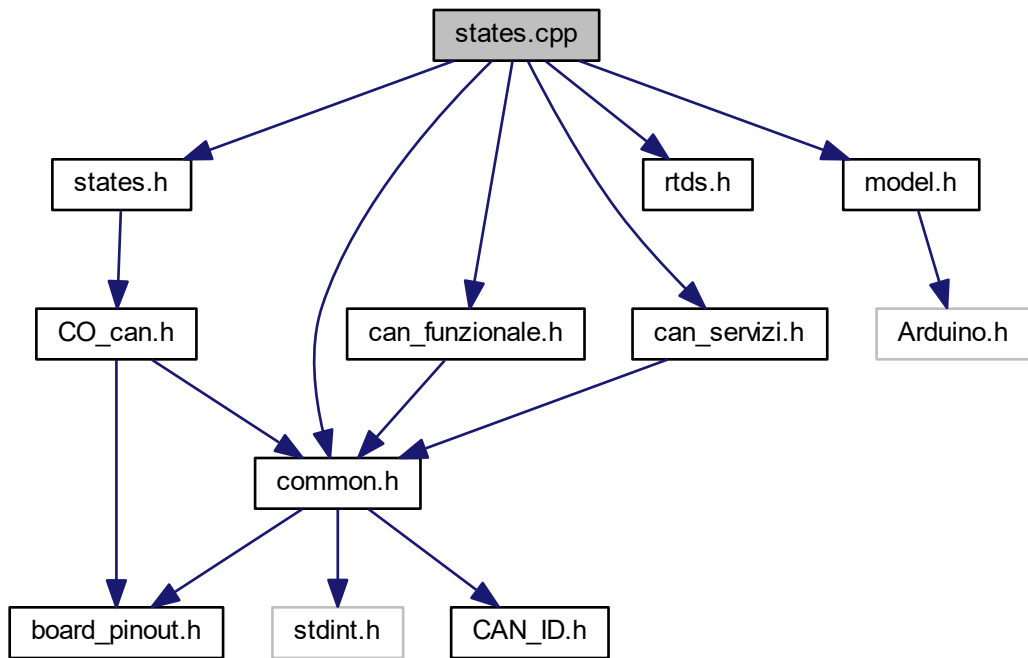 states.cpp
states.h
rtds.h
model.h
CO_can.h
can_funzionale.h
can_servizi.h
Arduino.h
common.h
board_pinout.h
stdint.h
CAN_ID.h